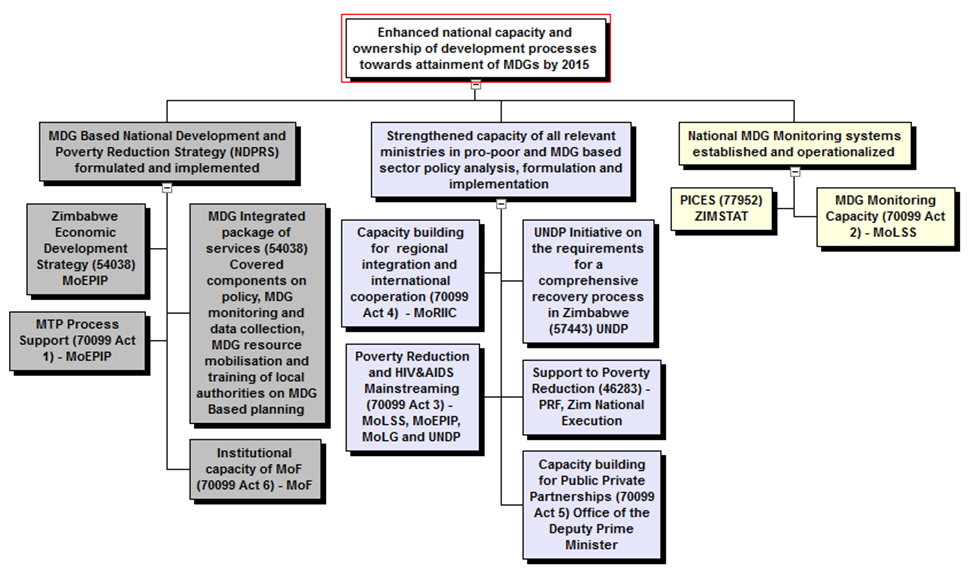 Enhanced national capacity and
ownership of development processes
towards attainment of MDGs by 2015
MDG Based National Development and
Poverty Reduction Strategy (NDPRS)
formulated and implemented
Zimbabwe
Economic
Development
Strategy (54038)
MoEPIP
MDG Integrated
package of
services (54038)
Covered
components on
policy, MDG
monitoring and
data collection,
MDG resource
mobilisation and
training of local
authorities on MDG
Based planning
MTP Process
Support (70099 Act
1) - MoEPIP
Institutional
capacity of MoF
(70099 Act 6) - MoF
Strengthened capacity of all relevant
ministries in pro-poor and MDG based
sector policy analysis, formulation and
implementation
Capacity building
for regional
integration and
international
cooperation (70099
Act 4) - MoRIIC
UNDP Initiative on
the requirements
for a
comprehensive
recovery process
in Zimbabwe
(57443) UNDP
Poverty Reduction
and HIV&AIDS
Mainstreaming
(70099 Act 3) -
MoLSS, MoEPIP,
MoLG and UNDP
Support to Poverty
Reduction (46283) -
PRF, Zim National
Execution
Capacity building
for Public Private
Partnerships (70099
Act 5) Office of the
Deputy Prime
Minister
National MDG Monitoring systems
established and operationalized
PICES (77952)
ZIMSTAT
MDG Monitoring
Capacity (70099 Act
2) - MoLSS